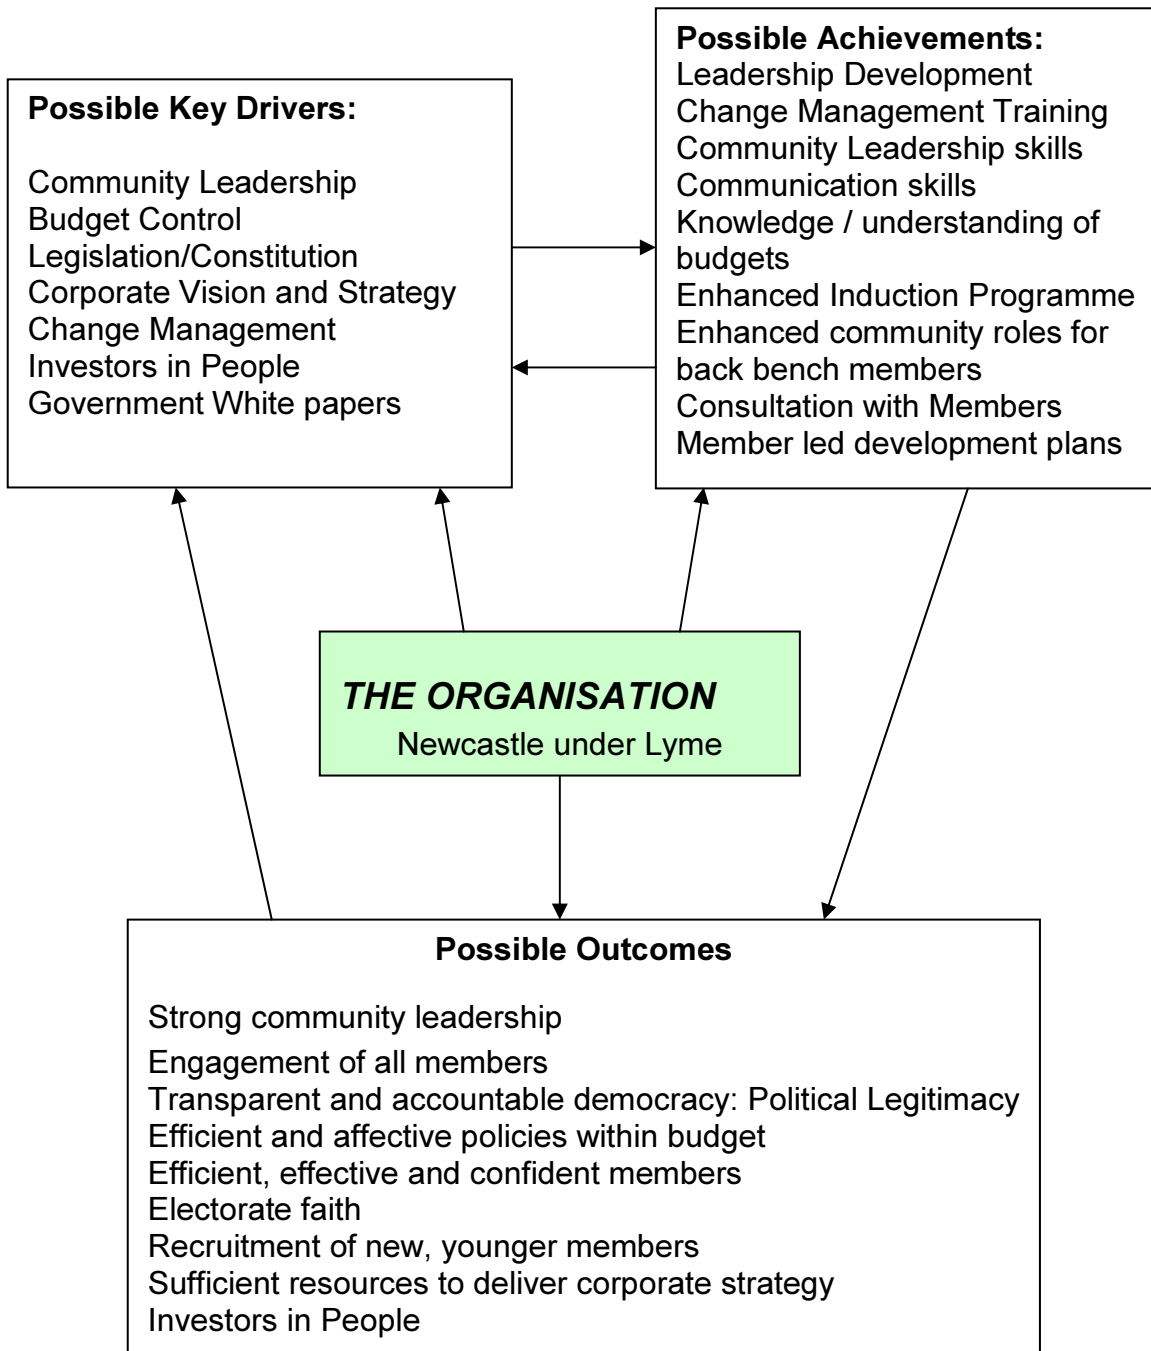 Possible Key Drivers:
Community Leadership
Budget Control
Legislation/Constitution
Corporate Vision and Strategy
Change Management
Investors in People
Government White papers
Possible Achievements:
Leadership Development
Change Management Training
Community Leadership skills
Communication skills
Knowledge / understanding of
budgets
Enhanced Induction Programme
Enhanced community roles for
back bench members
Consultation with Members
Member led development plans
THE ORGANISATION
Newcastle under Lyme
Possible Outcomes
Strong community leadership
Engagement of all members
Transparent and accountable democracy: Political Legitimacy
Efficient and affective policies within budget
Efficient, effective and confident members
Electorate faith
Recruitment of new, younger members
Sufficient resources to deliver corporate strategy
Investors in People